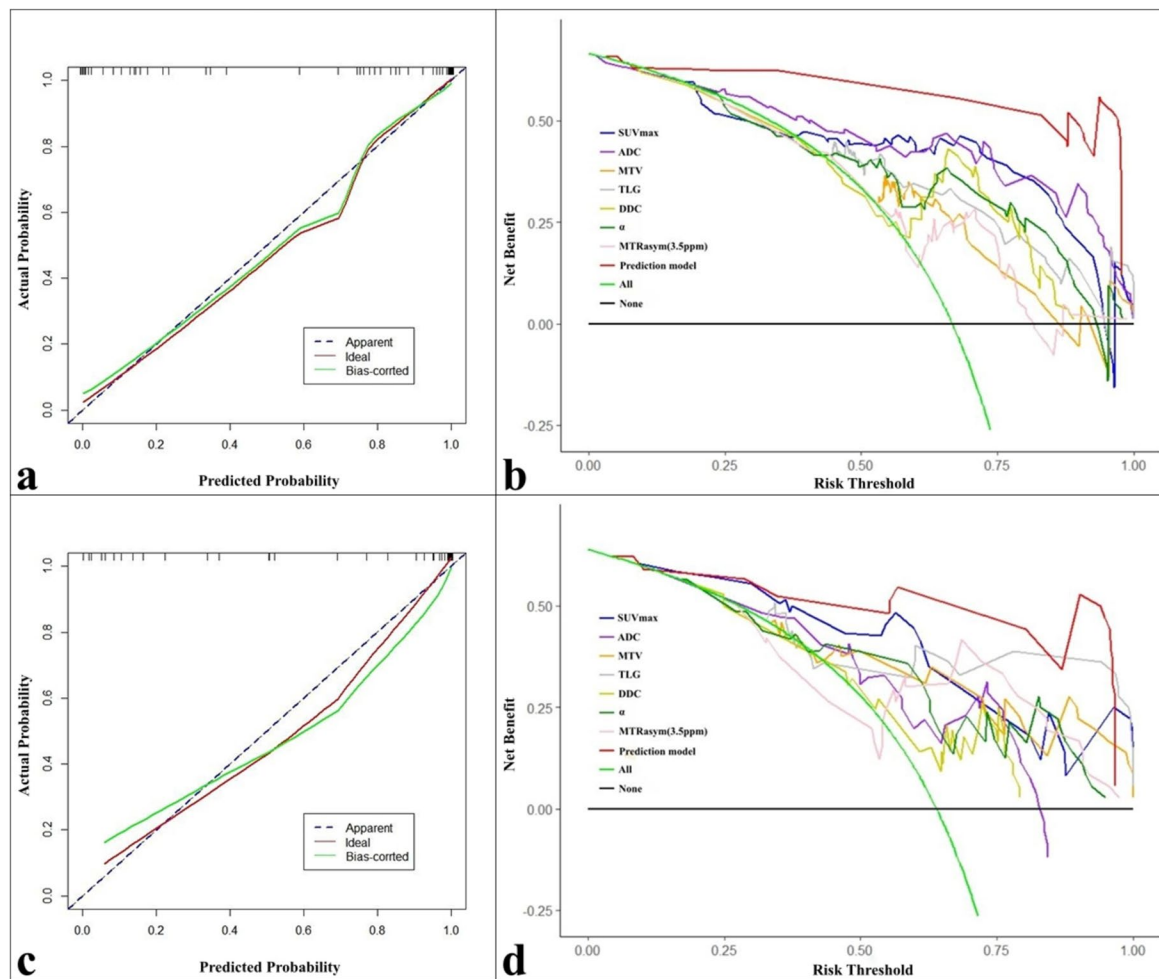 1.0
0.8
0.6
0.4
0.2
0.0
Actual Probability
Apparent
Ideal
Bias-corrted
0.0 0.2 0.4 0.6 0.8 1.0
Predicted Probability
a
0.50
0.25
0.00
-0.25
Net Benefit
SUVmax
ADC
MTV
TLG
DDC
α
MTRasym(3.5ppm)
Prediction model
All
None
0.00 0.25 0.50 0.75 1.00
Risk Threshold
b
1.0
0.8
0.6
0.4
0.2
0.0
Actual Probability
Apparent
Ideal
Bias-corrted
0.0 0.2 0.4 0.6 0.8 1.0
Predicted Probability
c
0.50
0.25
0.00
-0.25
Net Benefit
SUVmax
ADC
MTV
TLG
DDC
α
MTRasym(3.5ppm)
Prediction model
All
None
0.00 0.25 0.50 0.75 1.00
Risk Threshold
d